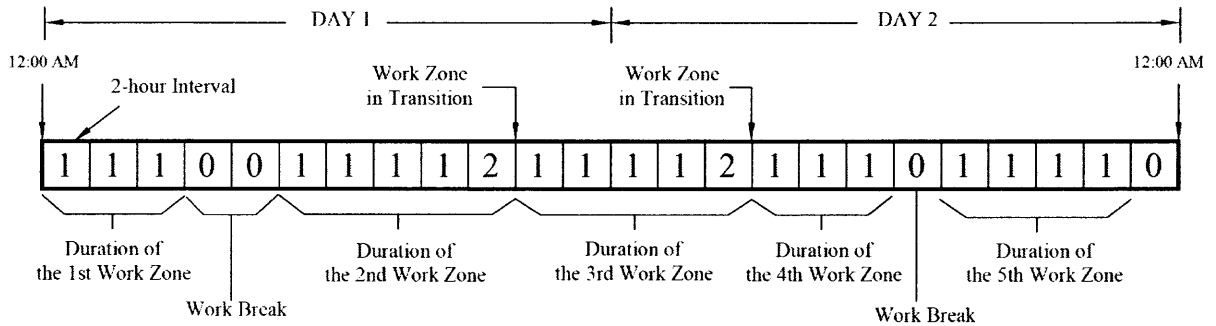 DAY 1 DAY 2
12:00 AM 12:00 AM
2-hour Interval
Work Zone
in Transition
Work Zone
in Transition
1 1 1 0 0 1 1 1 1 2 1 1 1 1 2 1 1 1 0 1 1 1 1 0
Duration of
the 1st Work Zone
Duration of
the 2nd Work Zone
Duration of
the 3rd Work Zone
Duration of
the 4th Work Zone
Duration of
the 5th Work Zone
Work Break
Work Break